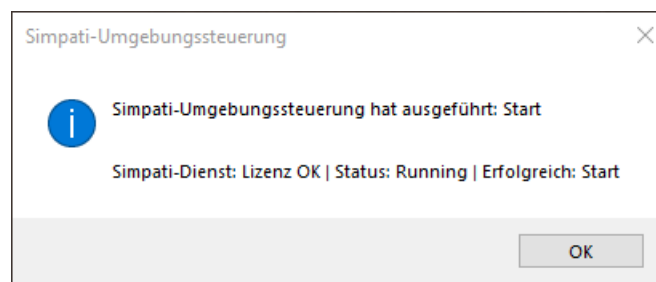 Simpati-Umgebungssteuerung
Simpati-Umgebungssteuerung hat ausgeführt: Start
Simpati-Dienst: Lizenz OK | Status: Running | Erfolgreich: Start
OK